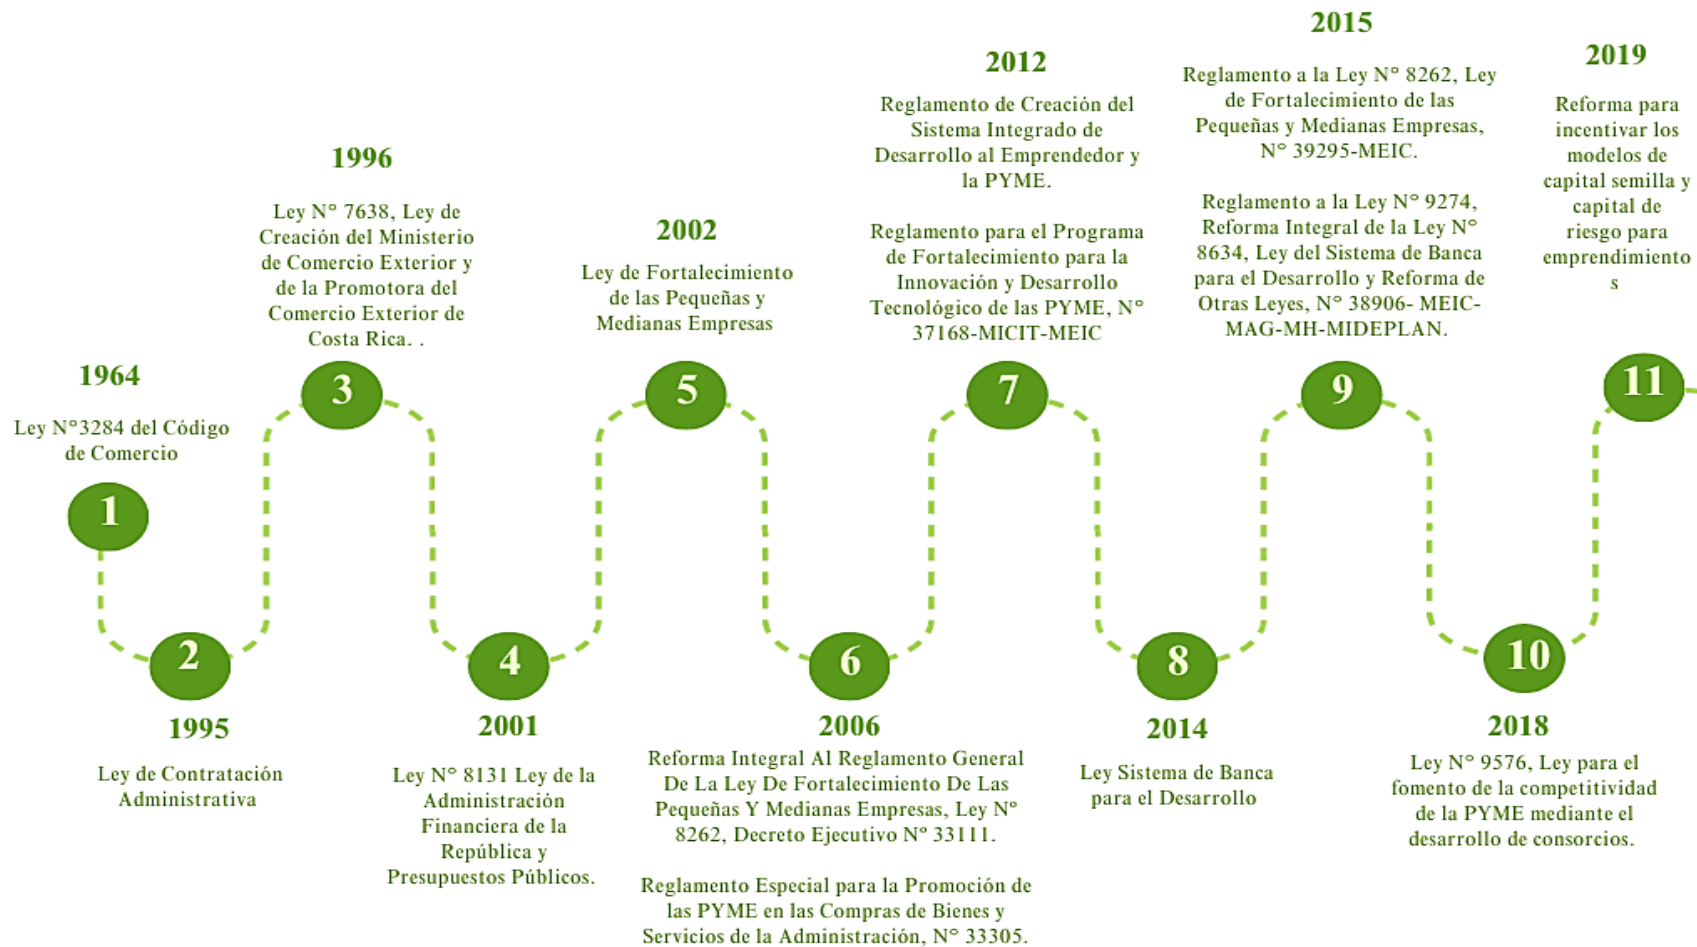 1964
Ley N°3284 del Código
de Comercio
1
2
1995
Ley de Contratación
Administrativa
1996
Ley N° 7638, Ley de
Creación del Ministerio
de Comercio Exterior y
de la Promotora del
Comercio Exterior de
Costa Rica. .
3
4
2001
Ley N° 8131 Ley de la
Administración
Financiera de la
República y
Presupuestos Públicos.
2002
Ley de Fortalecimiento
de las Pequeñas y
Medianas Empresas
5
6
2006
Reforma Integral Al Reglamento General
De La Ley De Fortalecimiento De Las
Pequeñas Y Medianas Empresas, Ley Nº
8262, Decreto Ejecutivo Nº 33111.
Reglamento Especial para la Promoción de
las PYME en las Compras de Bienes y
Servicios de la Administración, N° 33305.
2012
Reglamento de Creación del
Sistema Integrado de
Desarrollo al Emprendedor y
la PYME.
Reglamento para el Programa
de Fortalecimiento para la
Innovación y Desarrollo
Tecnológico de las PYME, N°
37168-MICIT-MEIC
7
8
2014
Ley Sistema de Banca
para el Desarrollo
2015
Reglamento a la Ley N° 8262, Ley
de Fortalecimiento de las
Pequeñas y Medianas Empresas,
N° 39295-MEIC.
Reglamento a la Ley N° 9274,
Reforma Integral de la Ley N°
8634, Ley del Sistema de Banca
para el Desarrollo y Reforma de
Otras Leyes, N° 38906- MEIC-
MAG-MH-MIDEPLAN.
9
10
2018
Ley N° 9576, Ley para el
fomento de la competitividad
de la PYME mediante el
desarrollo de consorcios.
2019
Reforma para
incentivar los
modelos de
capital semilla y
capital de
riesgo para
emprendimiento
s
11